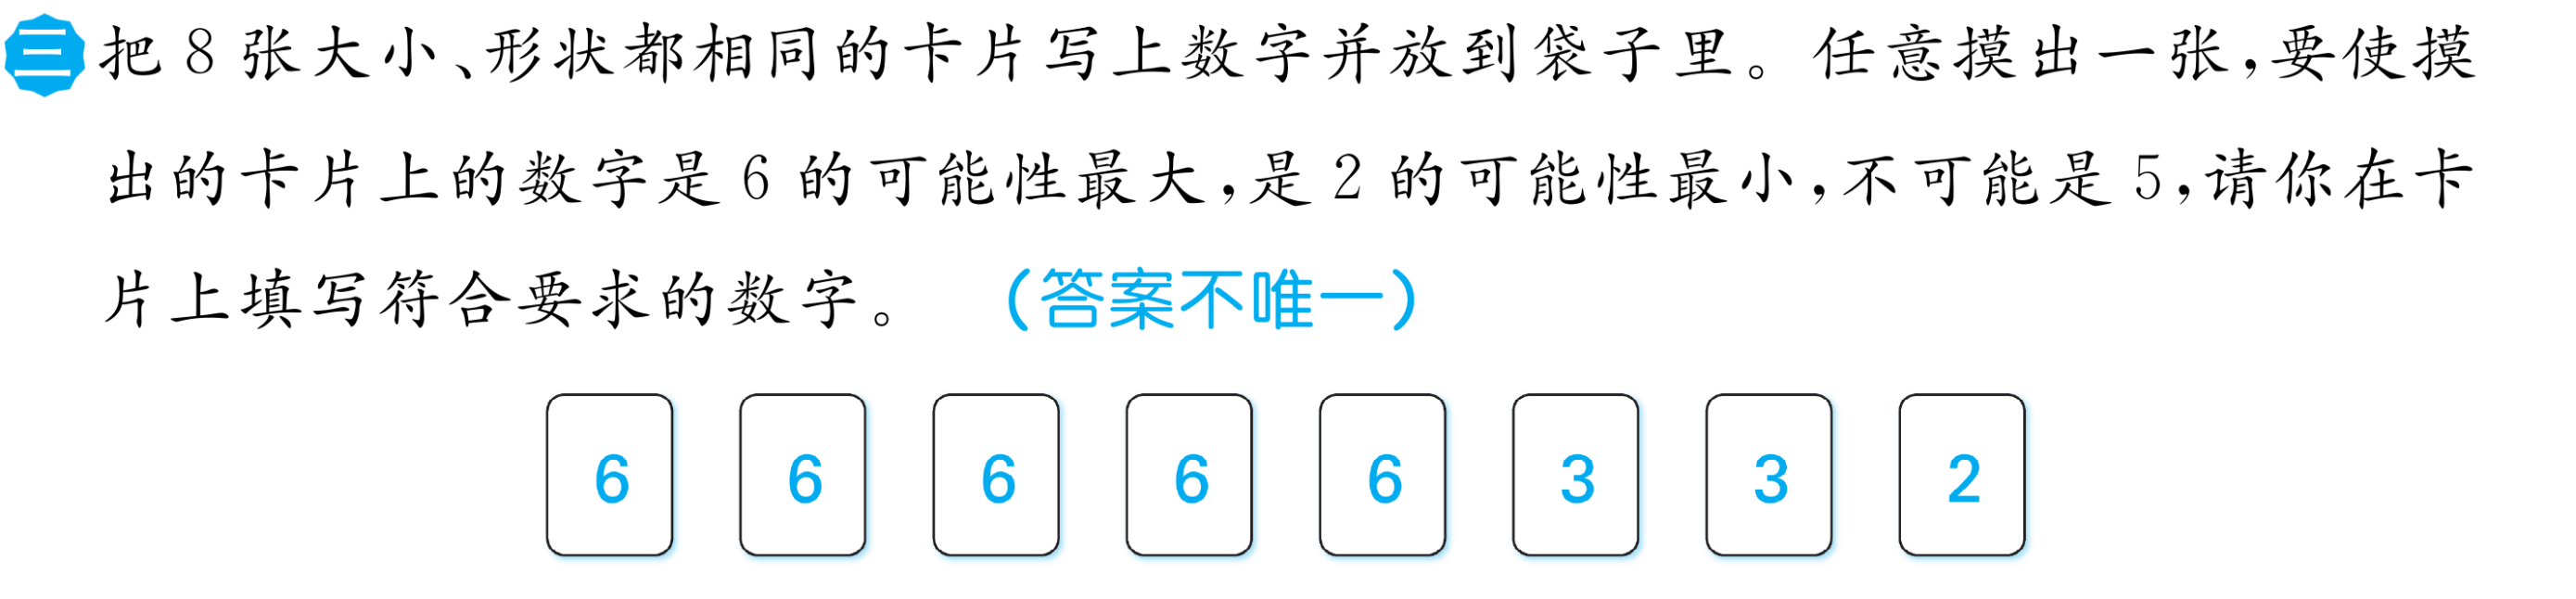 三 把 8 张大小、形状都相同的卡片写上数字并放到袋子里。任意摸出一张,要使摸
出的卡片上的数字是 6 的可能性最大,是 2 的可能性最小,不可能是 5,请你在卡
片上填写符合要求的数字。 (答案不唯一)
6 6 6 6 6 3 3 2